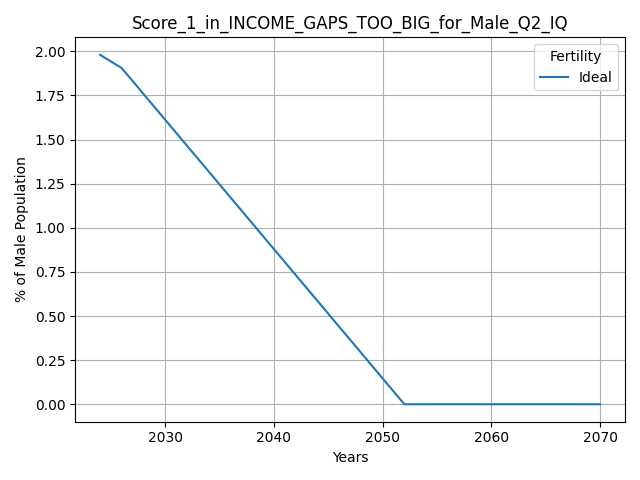 Score_1_in_INCOME_GAPS_TOO_BIG_for_Male_Q2_IQ
Fertility
Ideal
2.00
1.75
1.50
1.25
1.00
0.75
0.50
0.25
0.00
% of Male Population
2030
2040
2050
2060
2070
Years